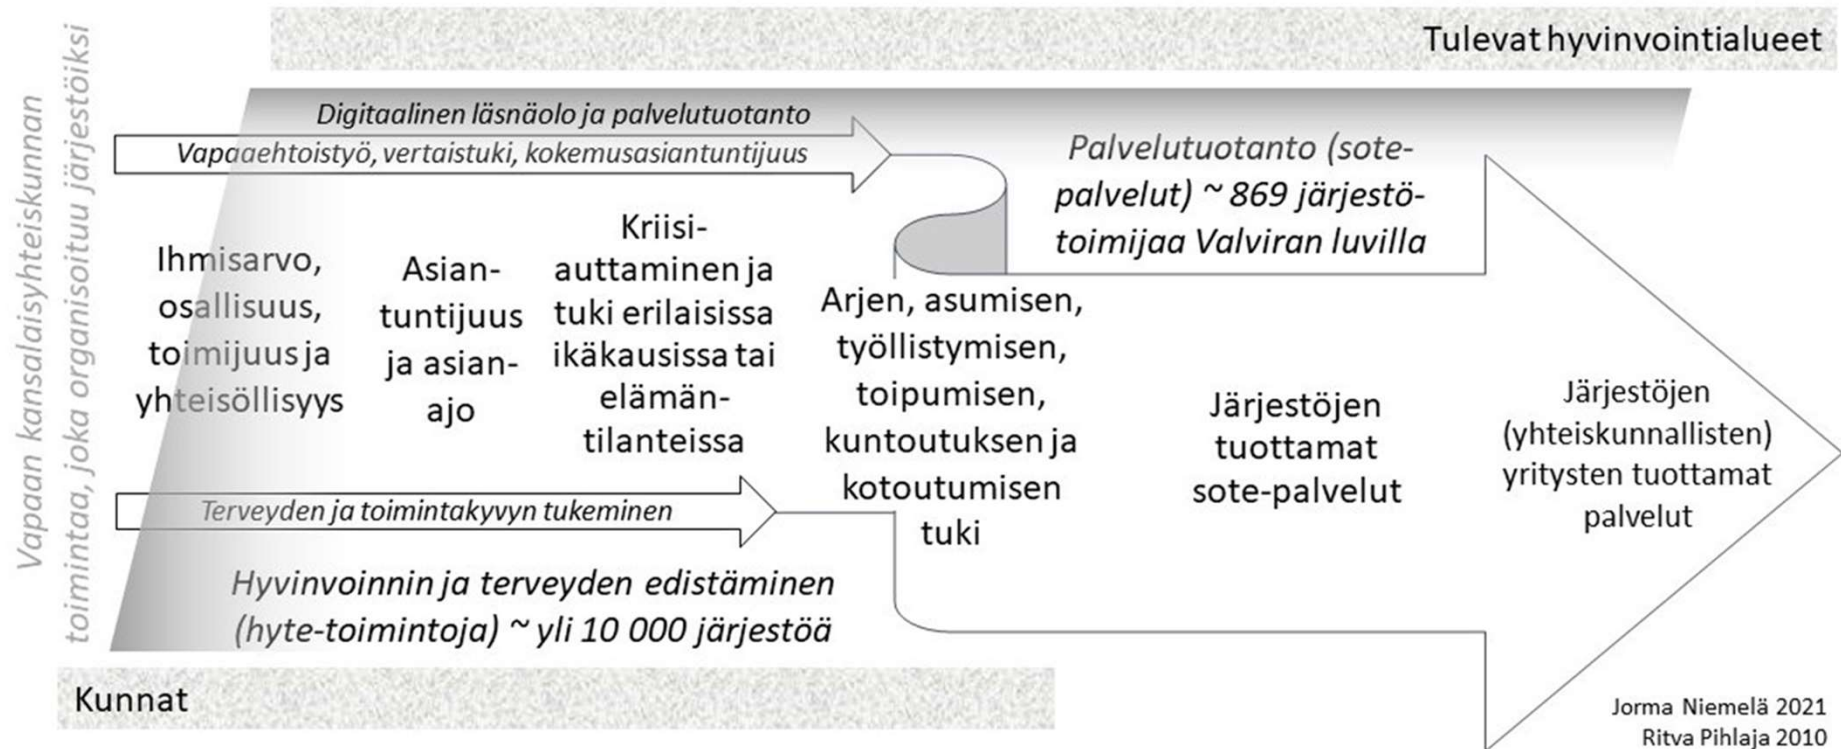 Tulevat hyvinvointialueet
Vapaan kansalaisyhteiskunnan
toimintaa, joka organisoituu järjestöiksi
Digitaalinen läsnäolo ja palvelutuotanto
Vapaaehtoistyö, vertaistuki, kokemusasiantuntijuus
Palvelutuotanto (sote-
palvelut) ~ 869 järjestö-
toimijaa Valviran luvilla
Ihmisarvo,
osallisuus,
toimijuus ja
yhteisöllisyys
Asian-
tuntijuus
ja asian-
ajo
Kriisi-
auttaminen ja
tuki erilaisissa
ikäkausissa tai
elämän-
tilanteissa
Arjen, asumisen,
työllistymisen,
toipumisen,
kuntoutuksen ja
kotoutumisen
tuki
Järjestöjen
tuottamat
sote-palvelut
Järjestöjen
(yhteiskunnallisten)
yritysten tuottamat
palvelut
Terveyden ja toimintakyvyn tukeminen
Hyvinvoinnin ja terveyden edistäminen
(hyte-toimintoja) ~ yli 10 000 järjestöä
Kunnat
Jorma Niemelä 2021
Ritva Pihlaja 2010